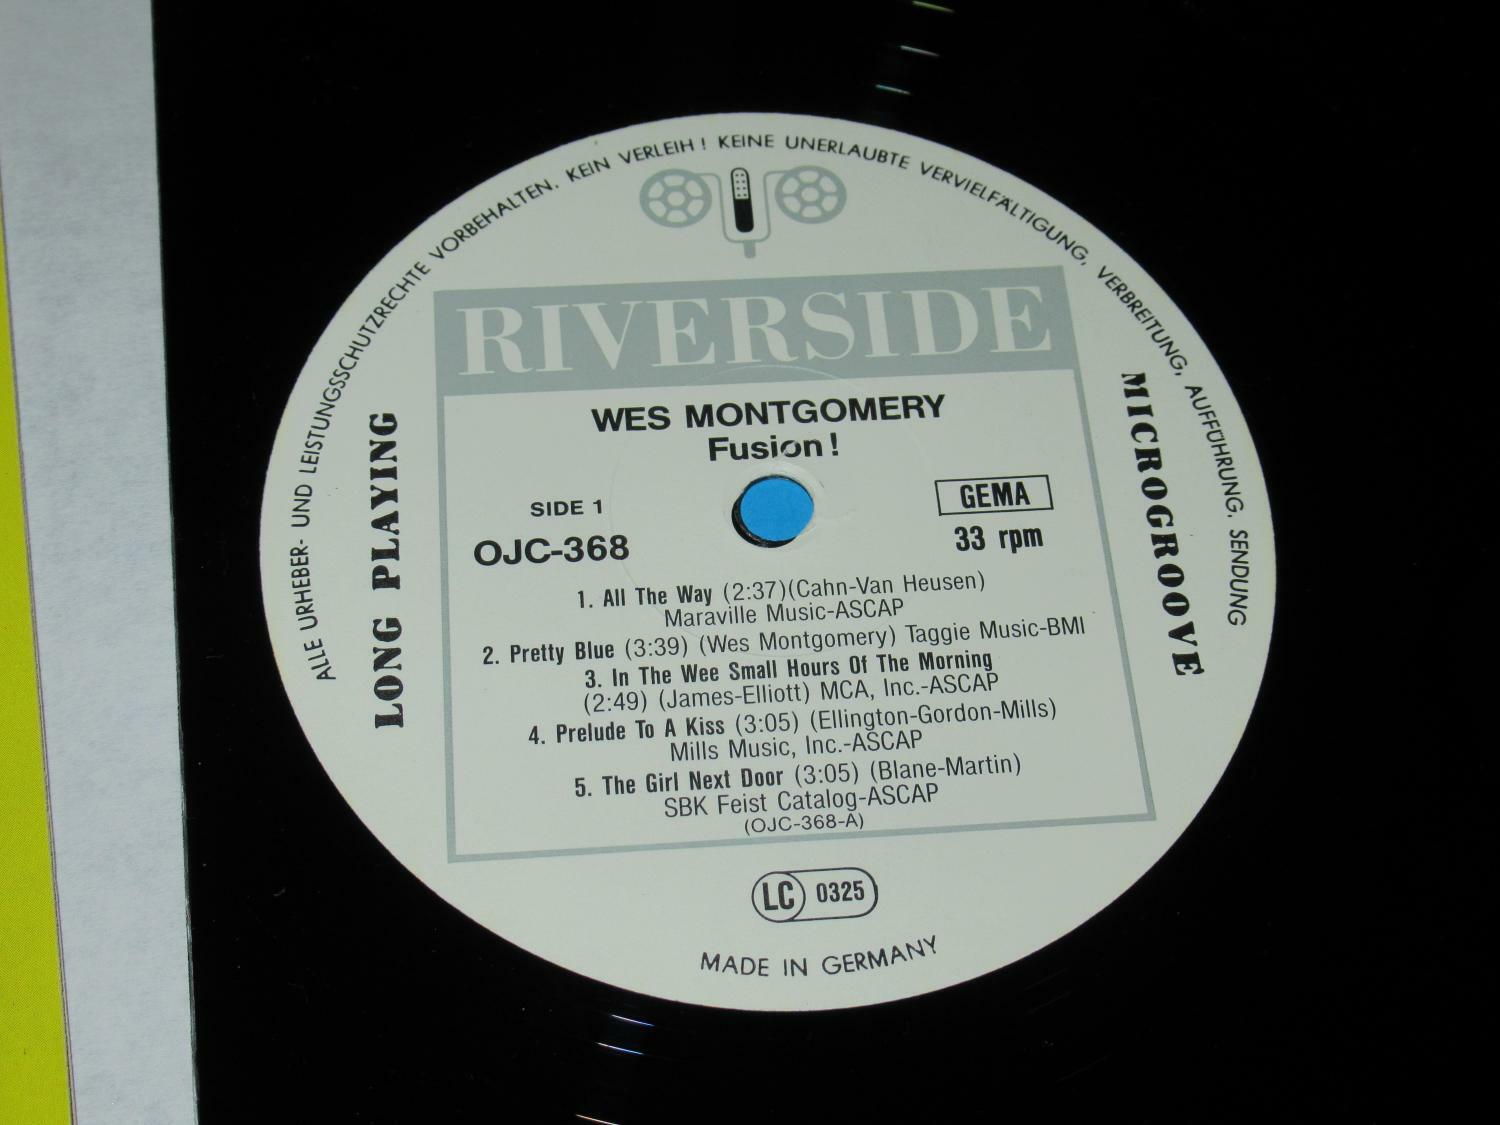 ALLE URHEBER- UND LEISTUNGSSCHUTZRECHTE VORBEHALTEN. KEIN VERLEIH! KEINE UNERLAUBTE VERVIELFÄLTIGUNG, VERBREITUNG, AUFFÜHRUNG, SENDUNG
RIVERSIDE
LONG PLAYING
MICROGROOVE
WES MONTGOMERY
Fusion!
SIDE 1
OJC-368
GEMA
33 rpm
1. All The Way (2:37)(Cahn-Van Heusen)
Maraville Music-ASCAP
2. Pretty Blue (3:39) (Wes Montgomery) Taggie Music-BMI
3. In The Wee Small Hours Of The Morning
(2:49) (James-Elliott) MCA, Inc.-ASCAP
4. Prelude To A Kiss (3:05) (Ellington-Gordon-Mills)
Mills Music, Inc.-ASCAP
5. The Girl Next Door (3:05) (Blane-Martin)
SBK Feist Catalog-ASCAP
(OJC-368-A)
LC 0325
MADE IN GERMANY